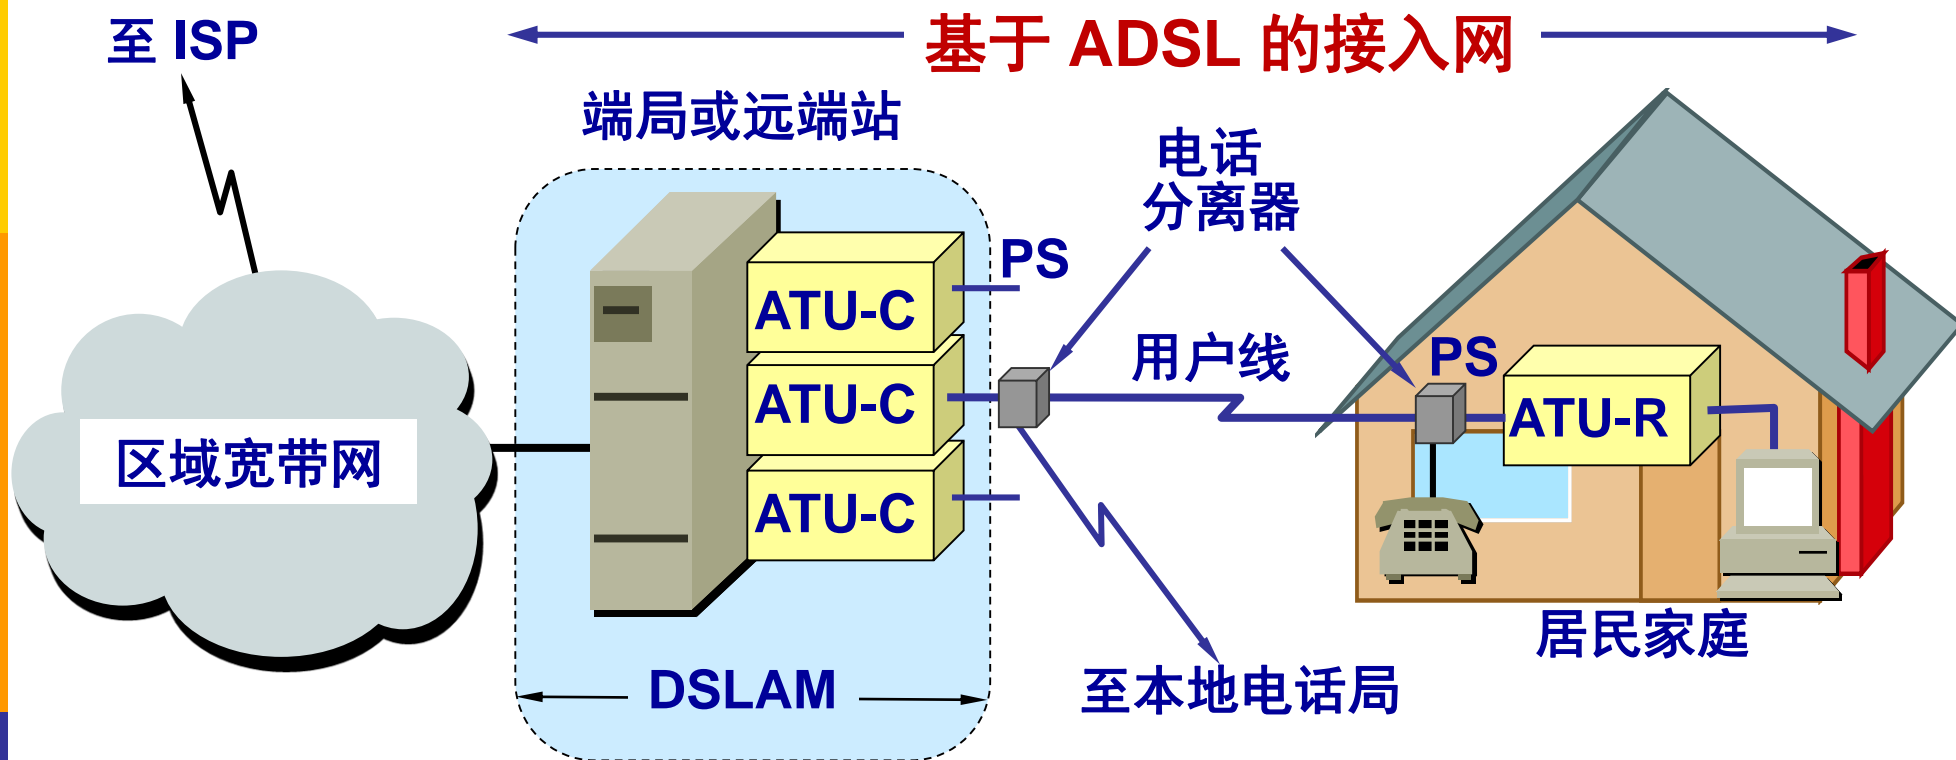 至 ISP
基于 ADSL 的接入网
端局或远端站
电话
分离器
PS
ATU-C
用户线
PS
ATU-C
ATU-R
区域宽带网
ATU-C
居民家庭
DSLAM
至本地电话局